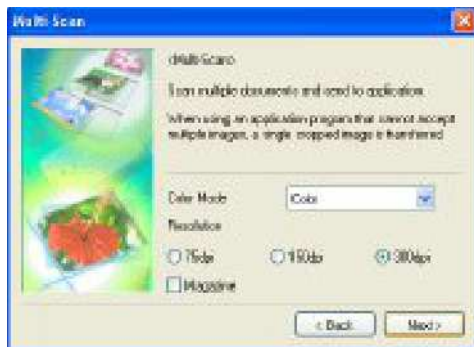 Multi-Scan
<Multi-Scan>
Scan multiple documents and send to application.
When using an application program that cannot accept
multiple images, a single cropped image is transferred.
Color Mode
Color
Resolution
75dpi 150dpi 300dpi
Magazine
< Back Next >